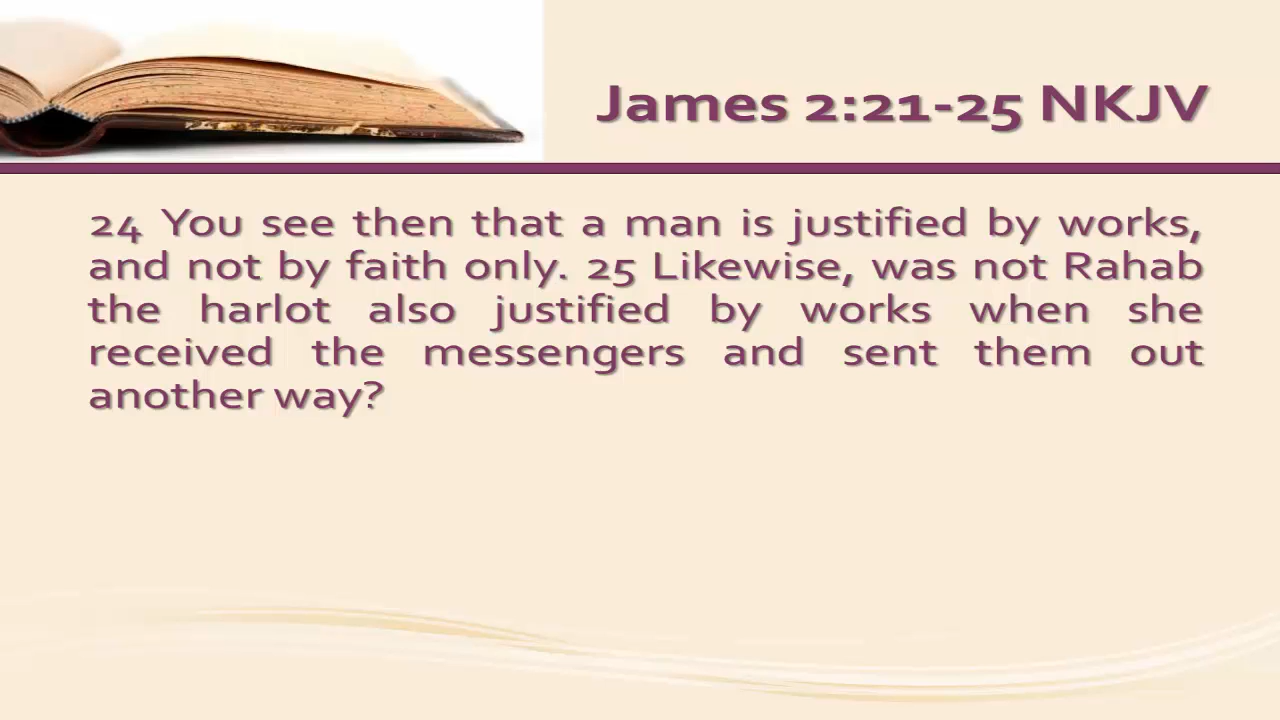 James 2:21-25 NKJV
24 You see then that a man is justified by works,
and not by faith only. 25 Likewise, was not Rahab
the harlot also justified by works when she
received the messengers and sent them out
another way?